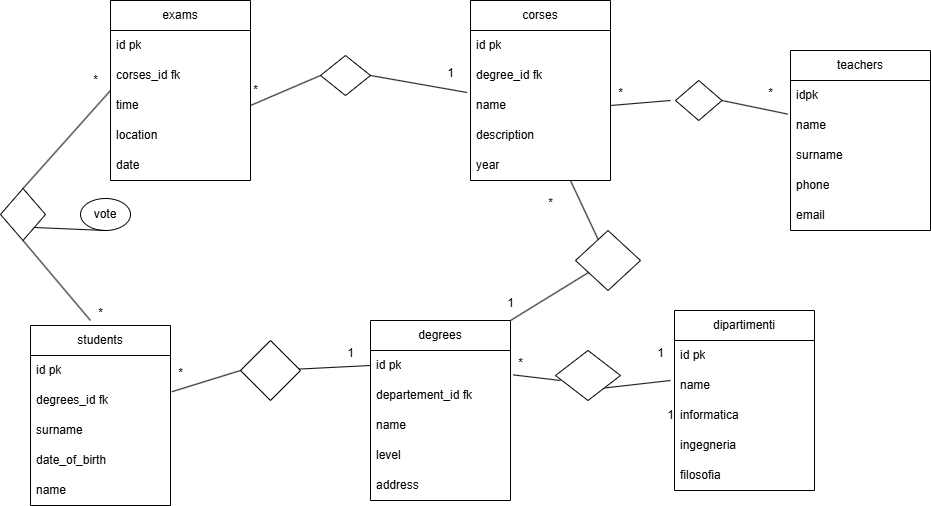 exams
id pk
corses_id fk
time
location
date
corses
id pk
degree_id fk
name
description
year
teachers
idpk
name
surname
phone
email
*
*
1
*
*
vote
*
*
1
students
id pk
degrees_id fk
surname
date_of_birth
name
*
1
degrees
id pk
departement_id fk
name
level
address
*
1
1
dipartimenti
id pk
name
informatica
ingegneria
filosofia